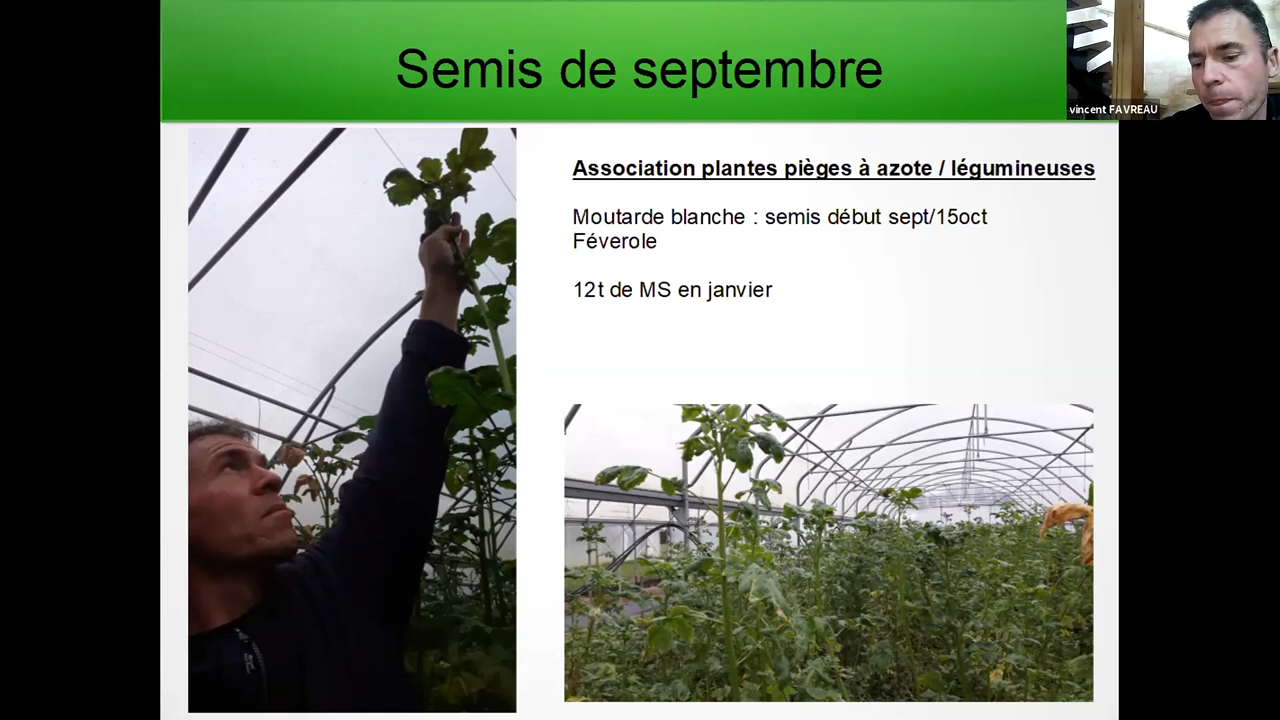 Semis de septembre
vincent FAVREAU
Association plantes pièges à azote / légumineuses
Moutarde blanche : semis début sept/15oct
Féverole
12t de MS en janvier